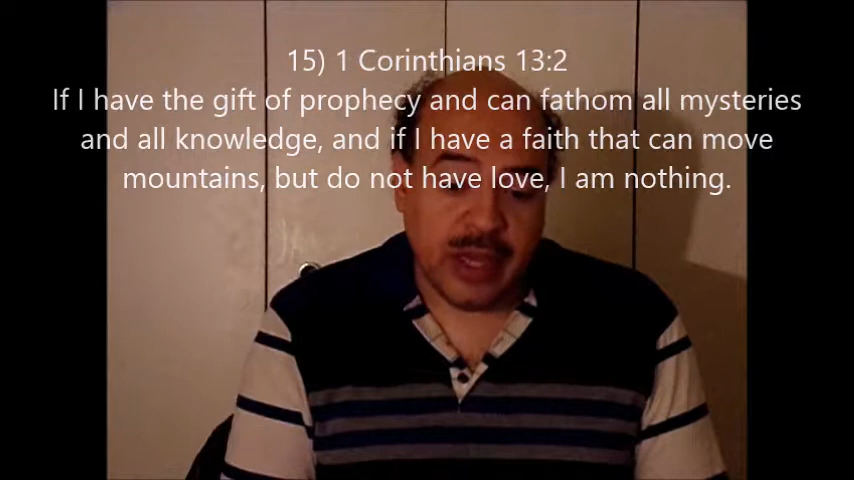 15) 1 Corinthians 13:2
If I have the gift of prophecy and can fathom all mysteries
and all knowledge, and if I have a faith that can move
mountains, but do not have love, I am nothing.